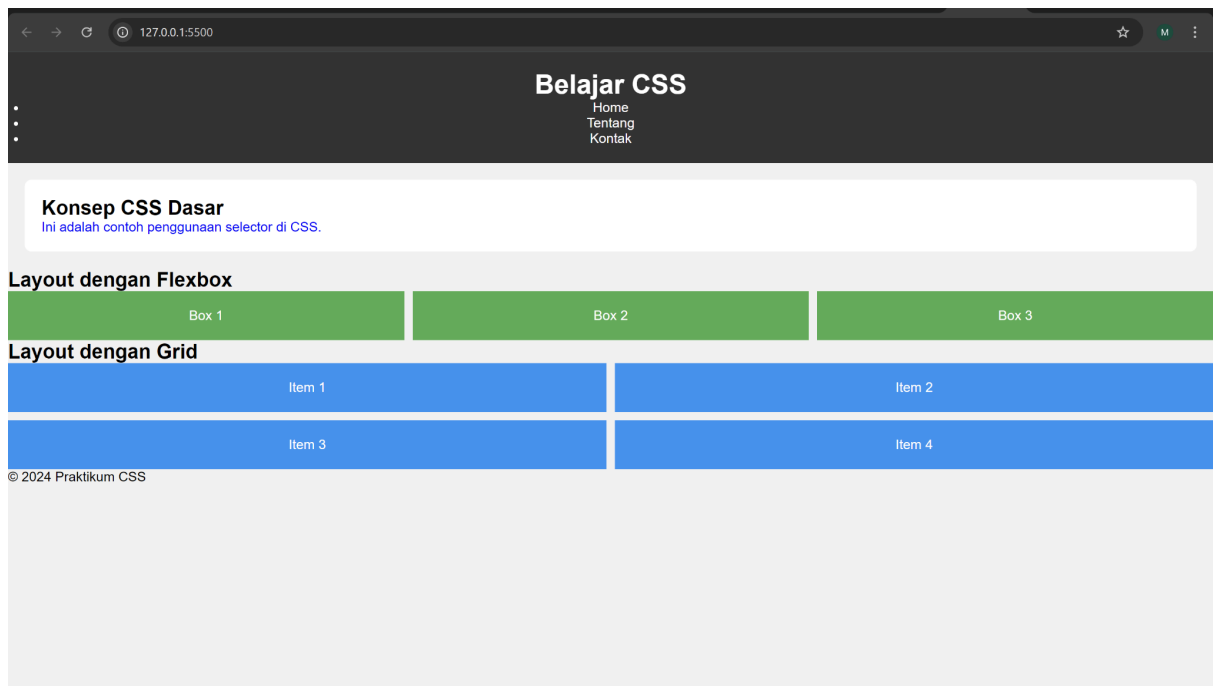 127.0.0.1:5500
M
Belajar CSS
Home
Tentang
Kontak
Konsep CSS Dasar
Ini adalah contoh penggunaan selector di CSS.
Layout dengan Flexbox
Box 1 Box 2 Box 3
Layout dengan Grid
Item 1 Item 2
Item 3 Item 4
© 2024 Praktikum CSS